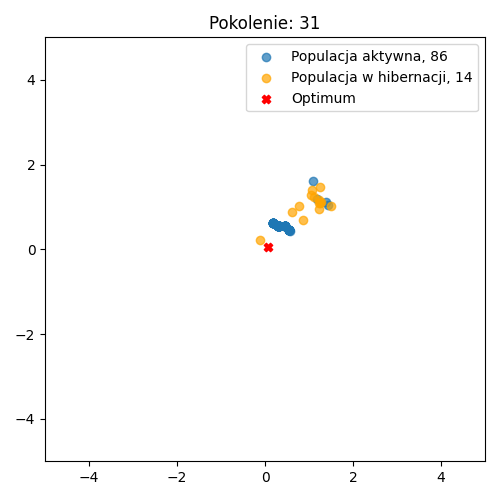 Pokolenie: 31
Populacja aktywna, 86
Populacja w hibernacji, 14
Optimum
4
2
0
−2
−4
−4
−2
0
2
4